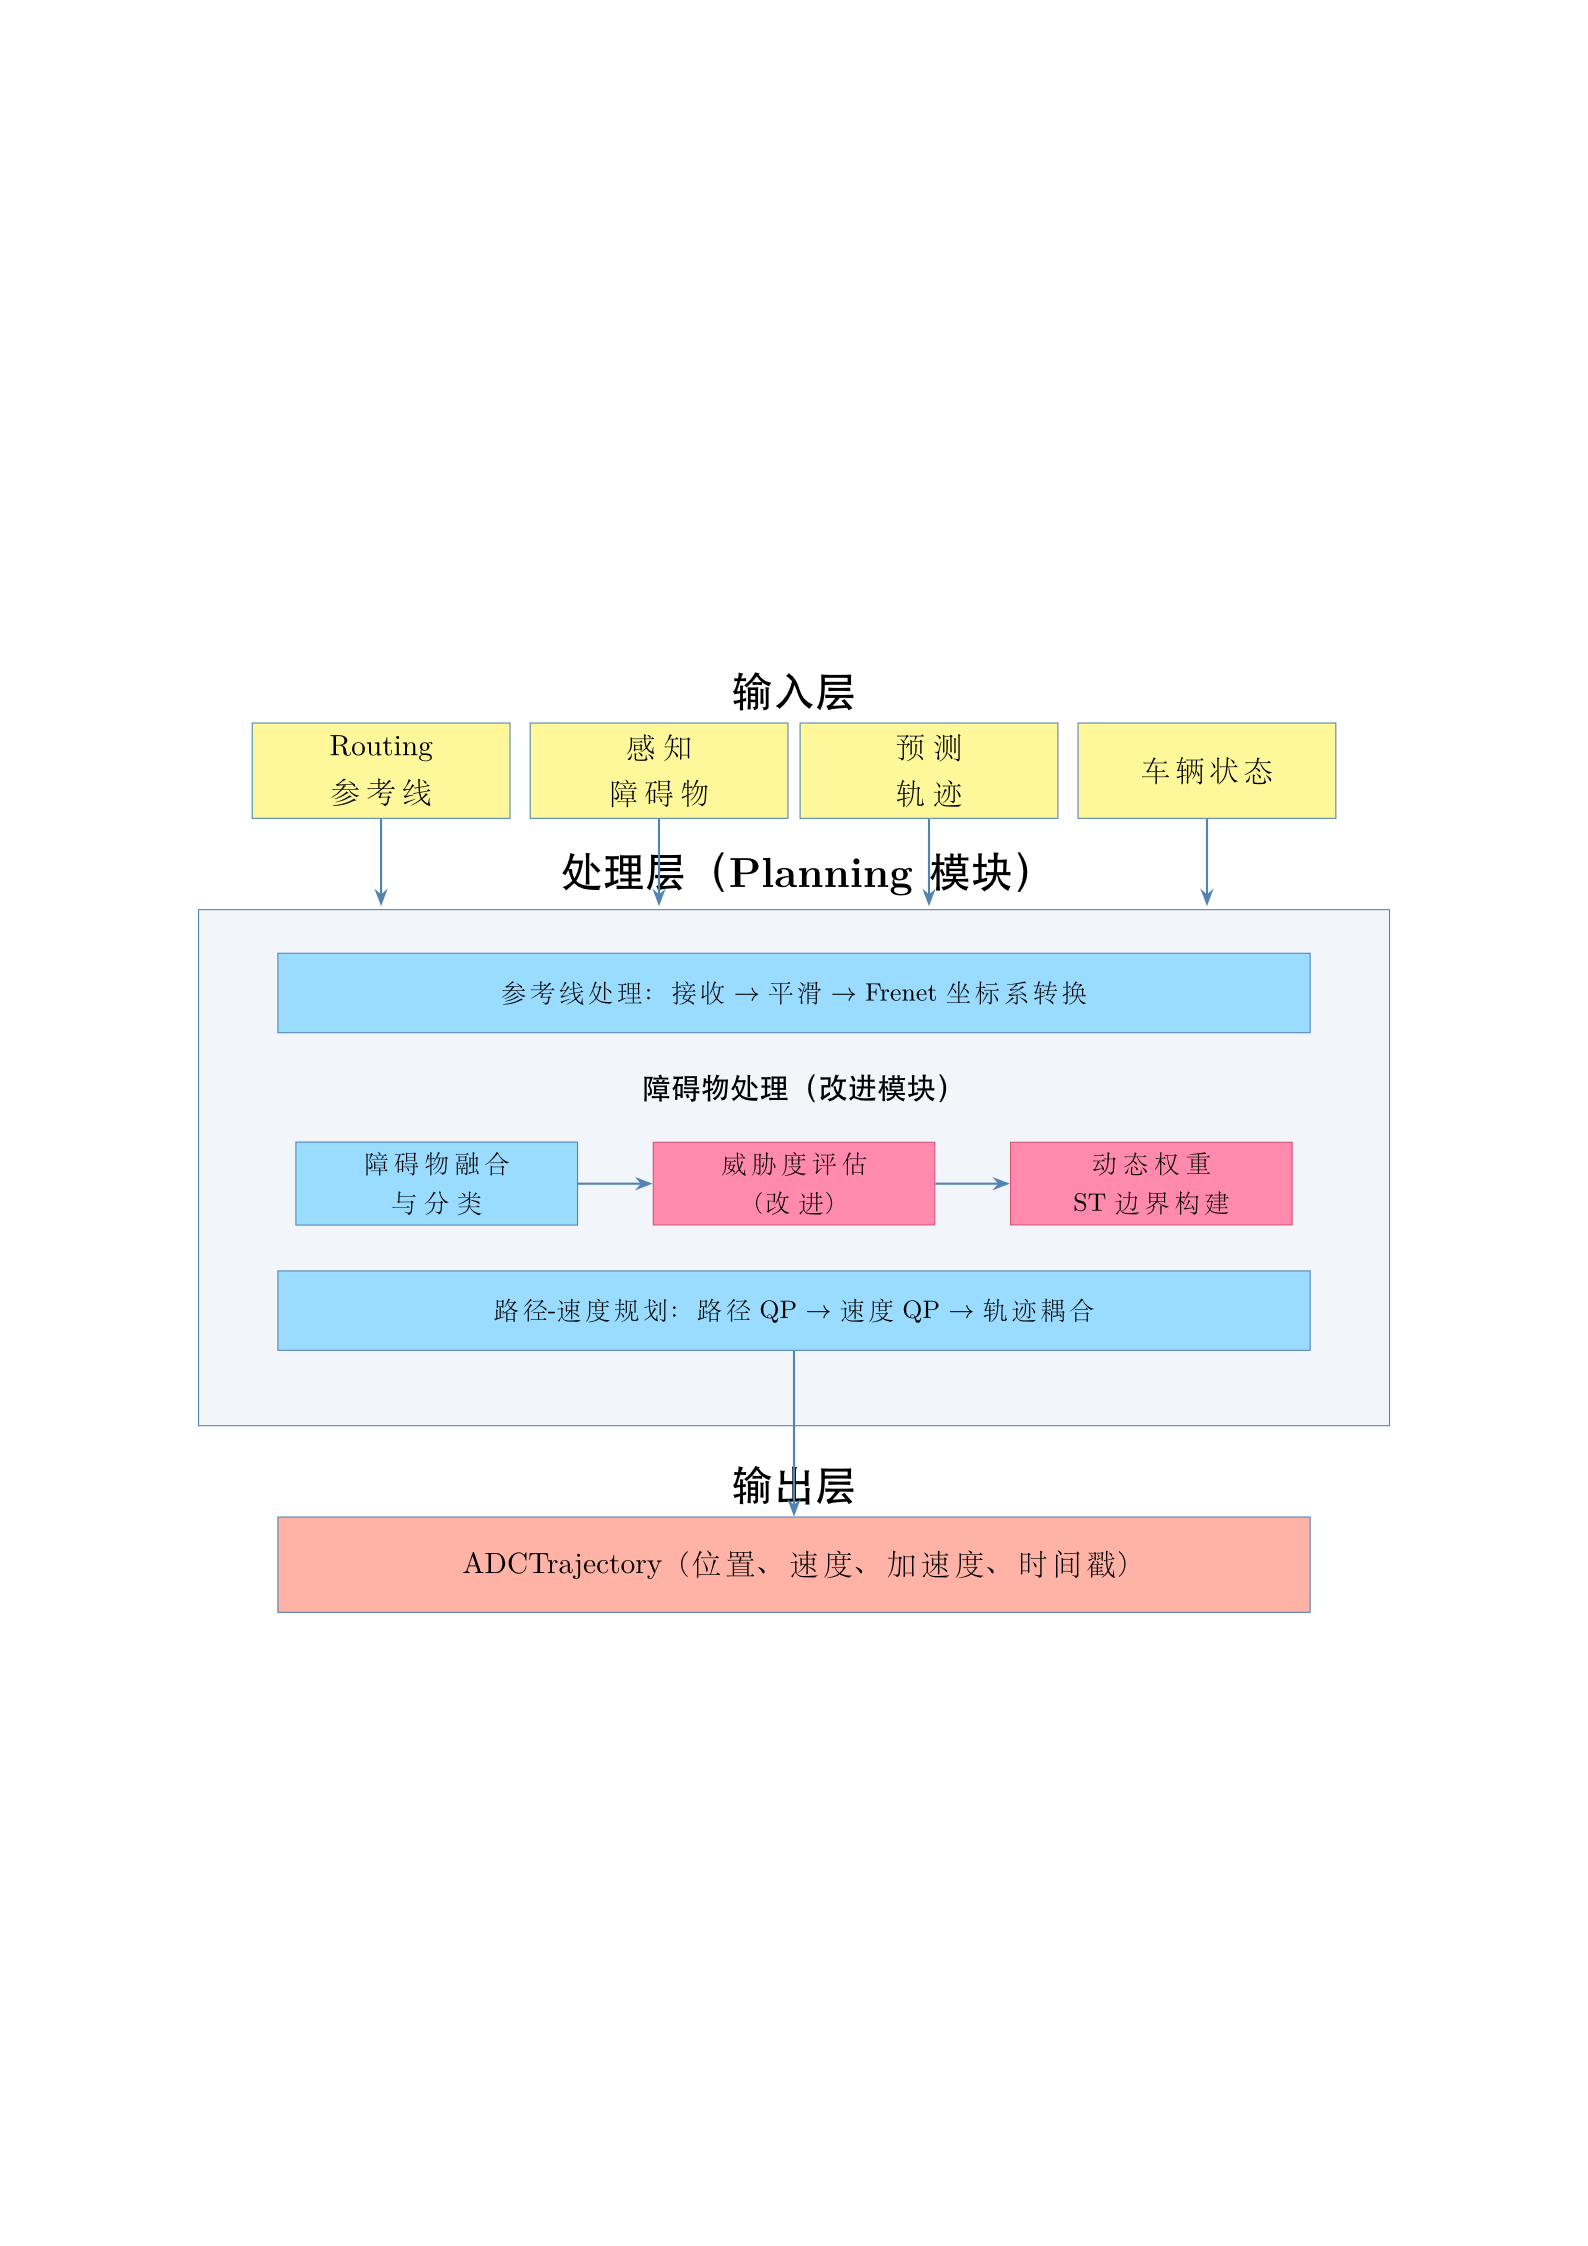 输入层
Routing
参考线
感知
障碍物
预测
轨迹
车辆状态
处理层（Planning 模块）
参考线处理：接收 → 平滑 → Frenet 坐标系转换
障碍物处理（改进模块）
障碍物融合
与分类
威胁度评估
（改进）
动态权重
ST 边界构建
路径-速度规划：路径 QP → 速度 QP → 轨迹耦合
输出层
ADCTrajectory（位置、速度、加速度、时间戳）